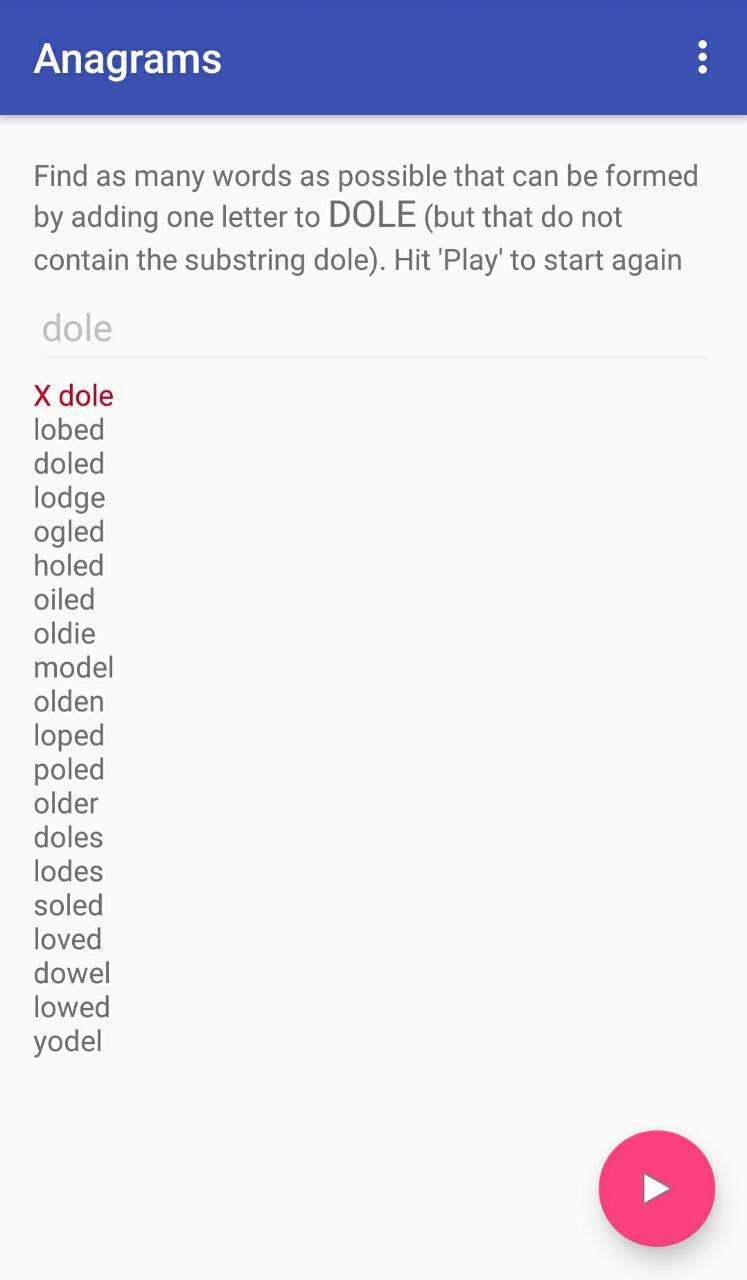 Anagrams
Find as many words as possible that can be formed
by adding one letter to DOLE (but that do not
contain the substring dole). Hit 'Play' to start again
dole
X dole
lobed
doled
lodge
ogled
holed
oiled
oldie
model
olden
loped
poled
older
doles
lodes
soled
loved
dowel
lowed
yodel